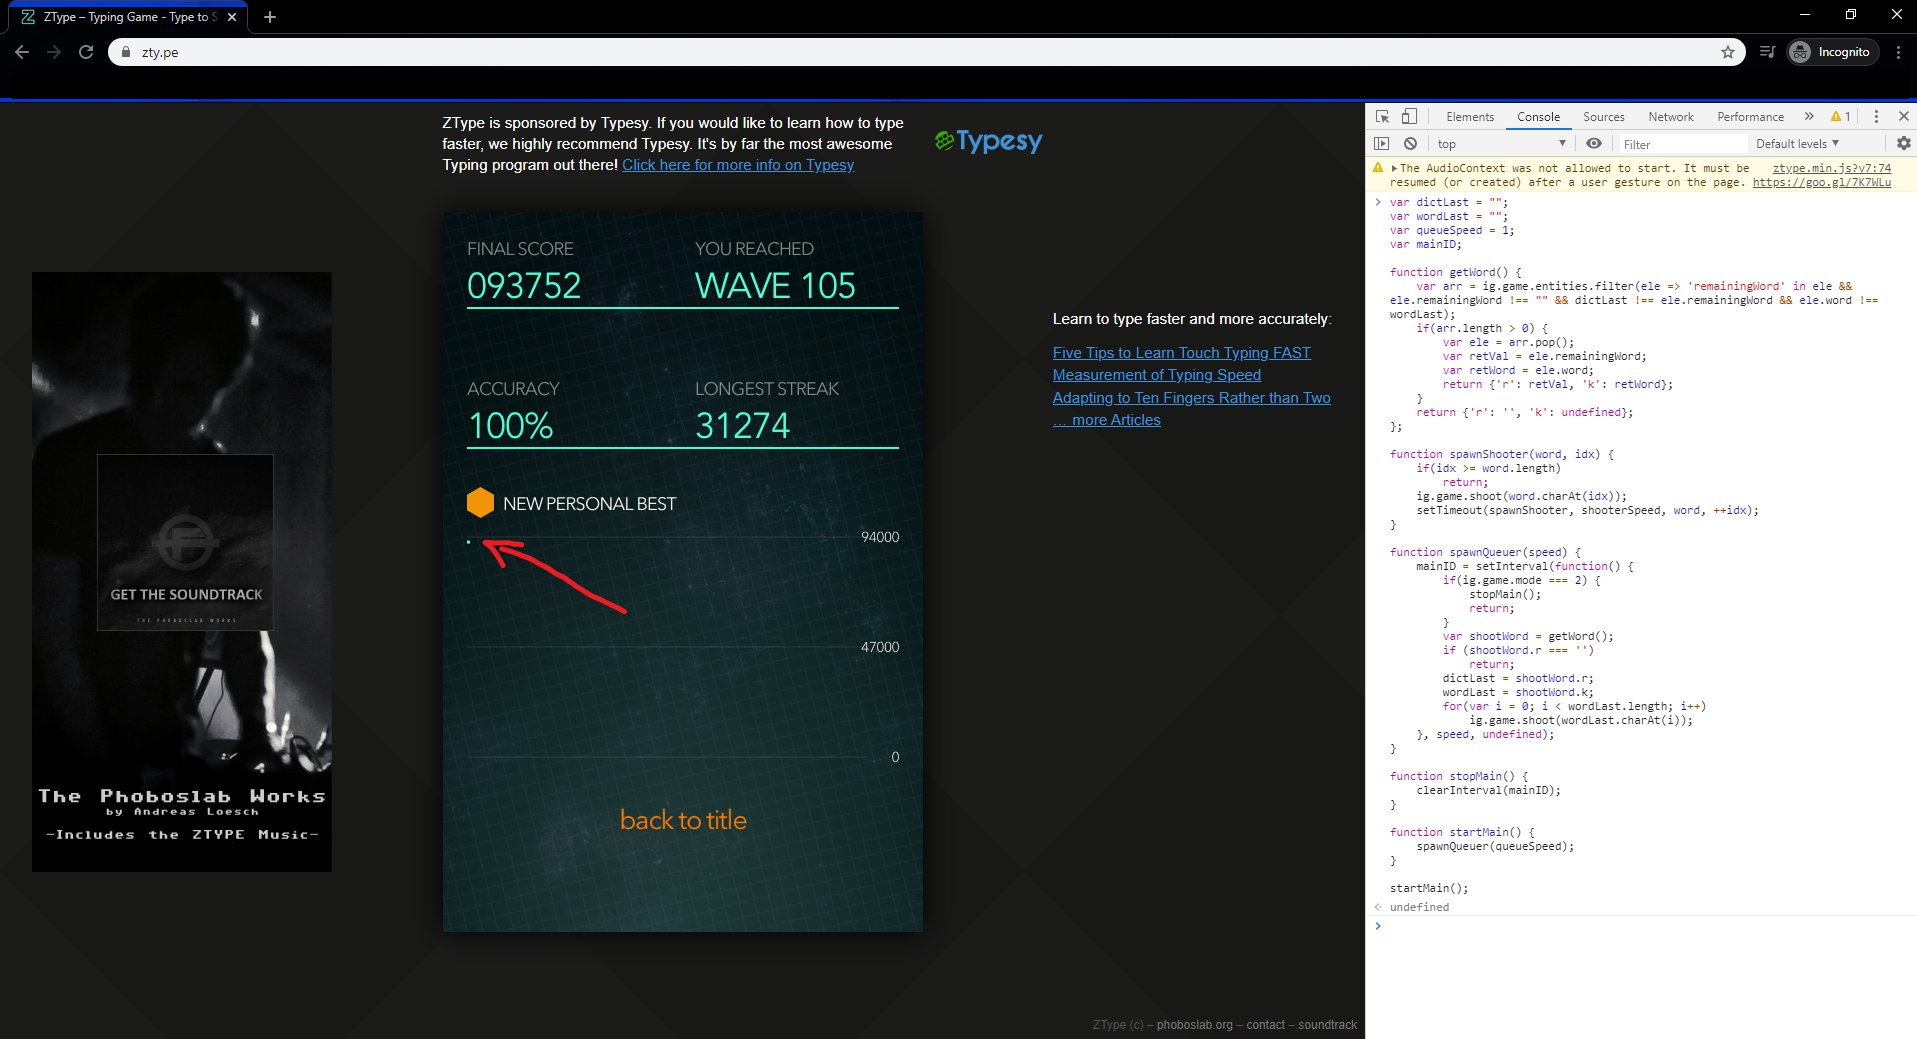 ZType – Typing Game - Type to S
zty.pe
Incognito
ZType is sponsored by Typesy. If you would like to learn how to type
faster, we highly recommend Typesy. It's by far the most awesome
Typing program out there! Click here for more info on Typesy
Typesy
FINAL SCORE
093752
YOU REACHED
WAVE 105
ACCURACY
100%
LONGEST STREAK
31274
NEW PERSONAL BEST
94000
47000
0
back to title
GET THE SOUNDTRACK
THE PHOBOSLAB WORKS
The Phoboslab Works
by Andreas Loesch
-Includes the ZTYPE Music-
Learn to type faster and more accurately:
Five Tips to Learn Touch Typing FAST
Measurement of Typing Speed
Adapting to Ten Fingers Rather than Two
... more Articles
ZType (c) – phoboslab.org – contact – soundtrack
Elements
Console
Sources
Network
Performance
»
1
top
Filter
Default levels
The AudioContext was not allowed to start. It must be ztype.min.js?v7:74
resumed (or created) after a user gesture on the page. https://goo.gl/7K7WLu
var dictLast = "";
var wordLast = "";
var queueSpeed = 1;
var mainID;
function getWord() {
var arr = ig.game.entities.filter(ele => 'remainingWord' in ele &&
ele.remainingWord !== "" && dictLast !== ele.remainingWord && ele.word !==
wordLast);
if(arr.length > 0) {
var ele = arr.pop();
var retVal = ele.remainingWord;
var retWord = ele.word;
return {'r': retVal, 'k': retWord};
}
return {'r': '', 'k': undefined};
};
function spawnShooter(word, idx) {
if(idx >= word.length)
return;
ig.game.shoot(word.charAt(idx));
setTimeout(spawnShooter, shooterSpeed, word, ++idx);
}
function spawnQueuer(speed) {
mainID = setInterval(function() {
if(ig.game.mode === 2) {
stopMain();
return;
}
var shootWord = getWord();
if (shootWord.r === '')
return;
dictLast = shootWord.r;
wordLast = shootWord.k;
for(var i = 0; i < wordLast.length; i++)
ig.game.shoot(wordLast.charAt(i));
}, speed, undefined);
}
function stopMain() {
clearInterval(mainID);
}
function startMain() {
spawnQueuer(queueSpeed);
}
startMain();
undefined